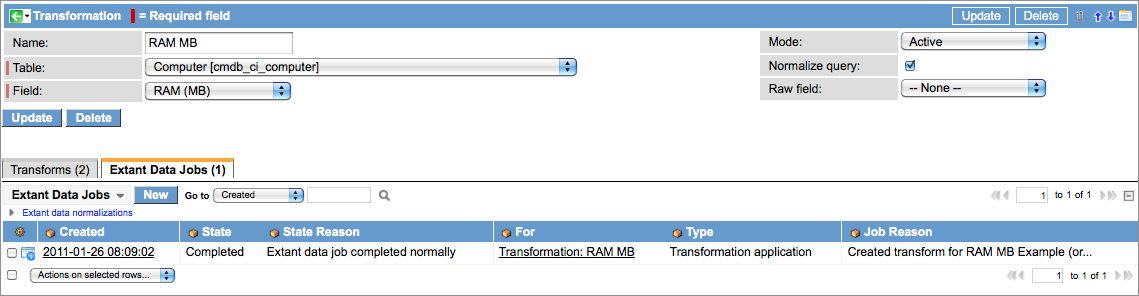 Transformation = Required field Update Delete
Name: RAM MB Mode: Active
Table: Computer [cmdb_ci_computer] Normalize query:
Field: RAM (MB) Raw field: -- None --
Update Delete
Transforms (2) Extant Data Jobs (1)
Extant Data Jobs New Go to Created 1 to 1 of 1
Extant data normalizations
Created State State Reason For Type Job Reason
2011-01-26 08:09:02 Completed Extant data job completed normally Transformation: RAM MB Transformation application Created transform for RAM MB Example (or...
Actions on selected rows... 1 to 1 of 1